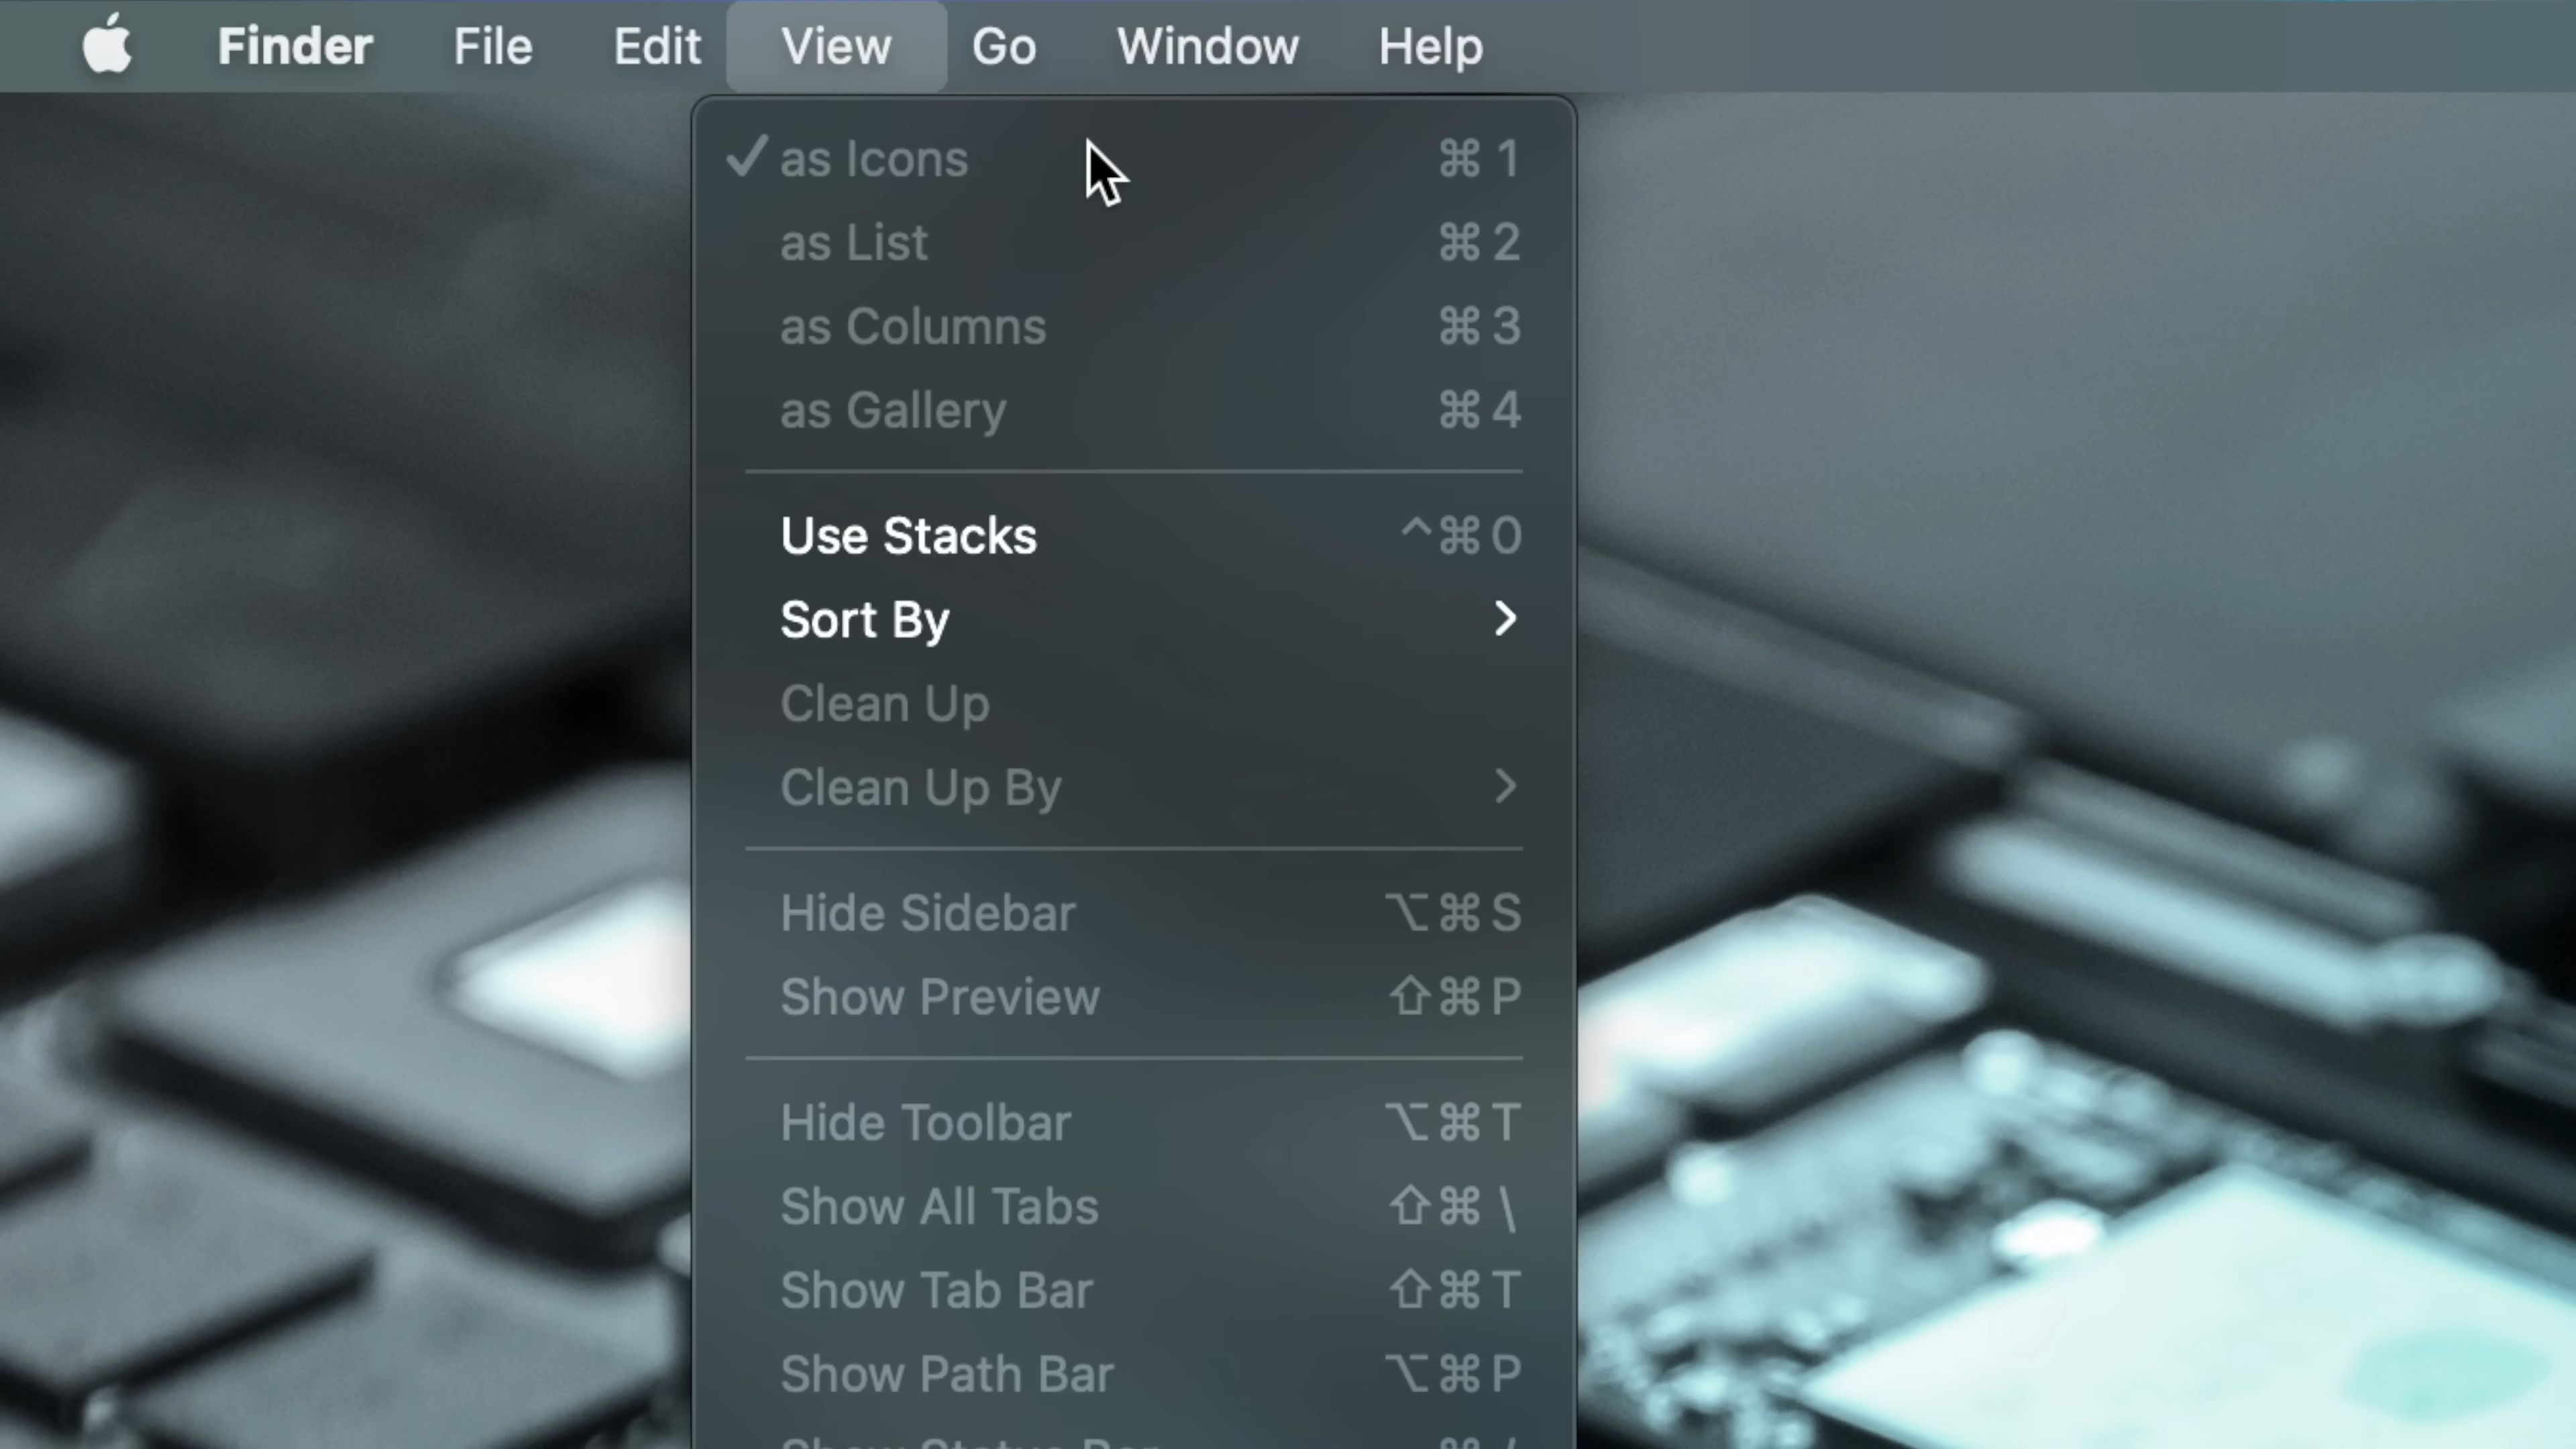 Finder File Edit View Go Window Help
✓ as Icons ⌘ 1
as List ⌘ 2
as Columns ⌘ 3
as Gallery ⌘ 4
Use Stacks ^⌘ 0
Sort By >
Clean Up
Clean Up By >
Hide Sidebar ⌥⌘ S
Show Preview ⇧⌘ P
Hide Toolbar ⌥⌘ T
Show All Tabs ⇧⌘ \
Show Tab Bar ⇧⌘ T
Show Path Bar ⌥⌘ P